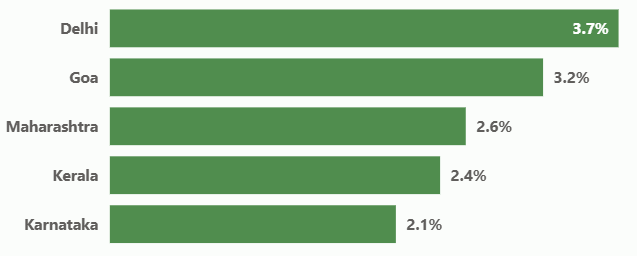 Delhi 3.7%
Goa 3.2%
Maharashtra 2.6%
Kerala 2.4%
Karnataka 2.1%